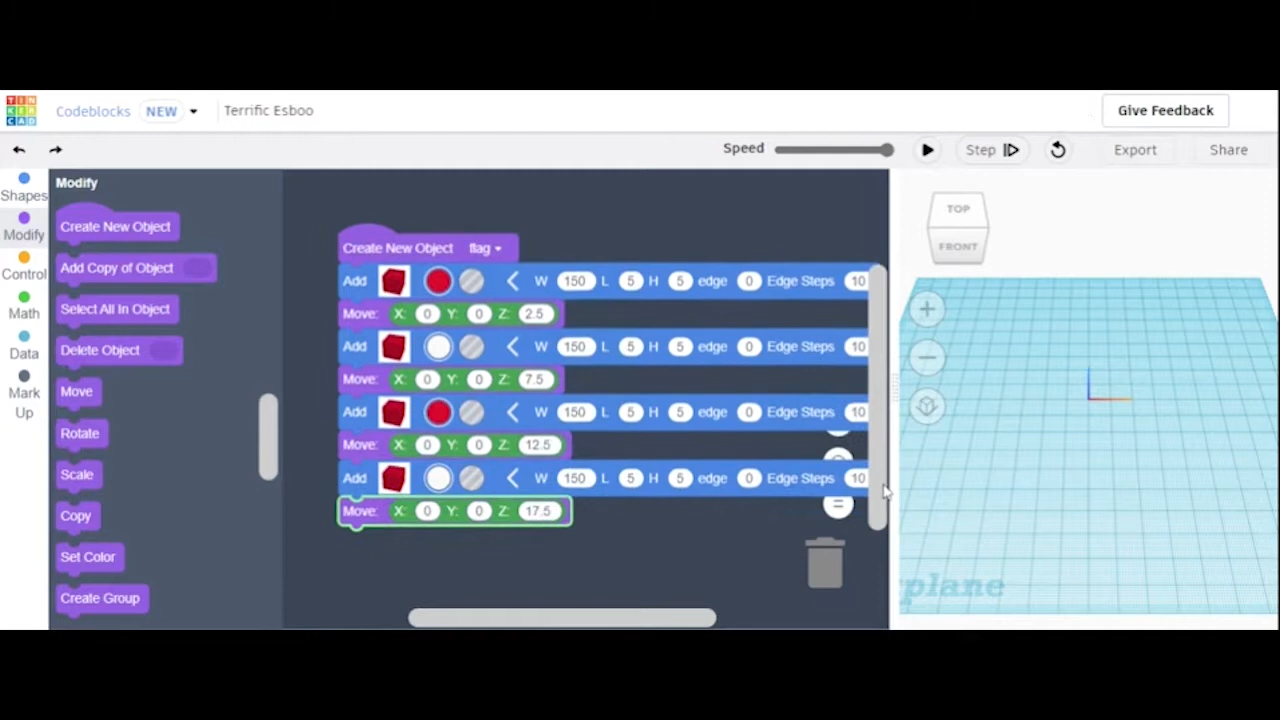 TINKERCAD
Codeblocks NEW Terrific Esboo Give Feedback
Speed Step Export Share
Shapes
Modify
Control
Math
Data
Mark
Up
Modify
Create New Object
Add Copy of Object
Select All In Object
Delete Object
Move
Rotate
Scale
Copy
Set Color
Create Group
Create New Object flag
Add W 150 L 5 H 5 edge 0 Edge Steps 10
Move: X: 0 Y: 0 Z: 2.5
Add W 150 L 5 H 5 edge 0 Edge Steps 10
Move: X: 0 Y: 0 Z: 7.5
Add W 150 L 5 H 5 edge 0 Edge Steps 10
Move: X: 0 Y: 0 Z: 12.5
Add W 150 L 5 H 5 edge 0 Edge Steps 10
Move: X: 0 Y: 0 Z: 17.5
TOP
FRONT
plane